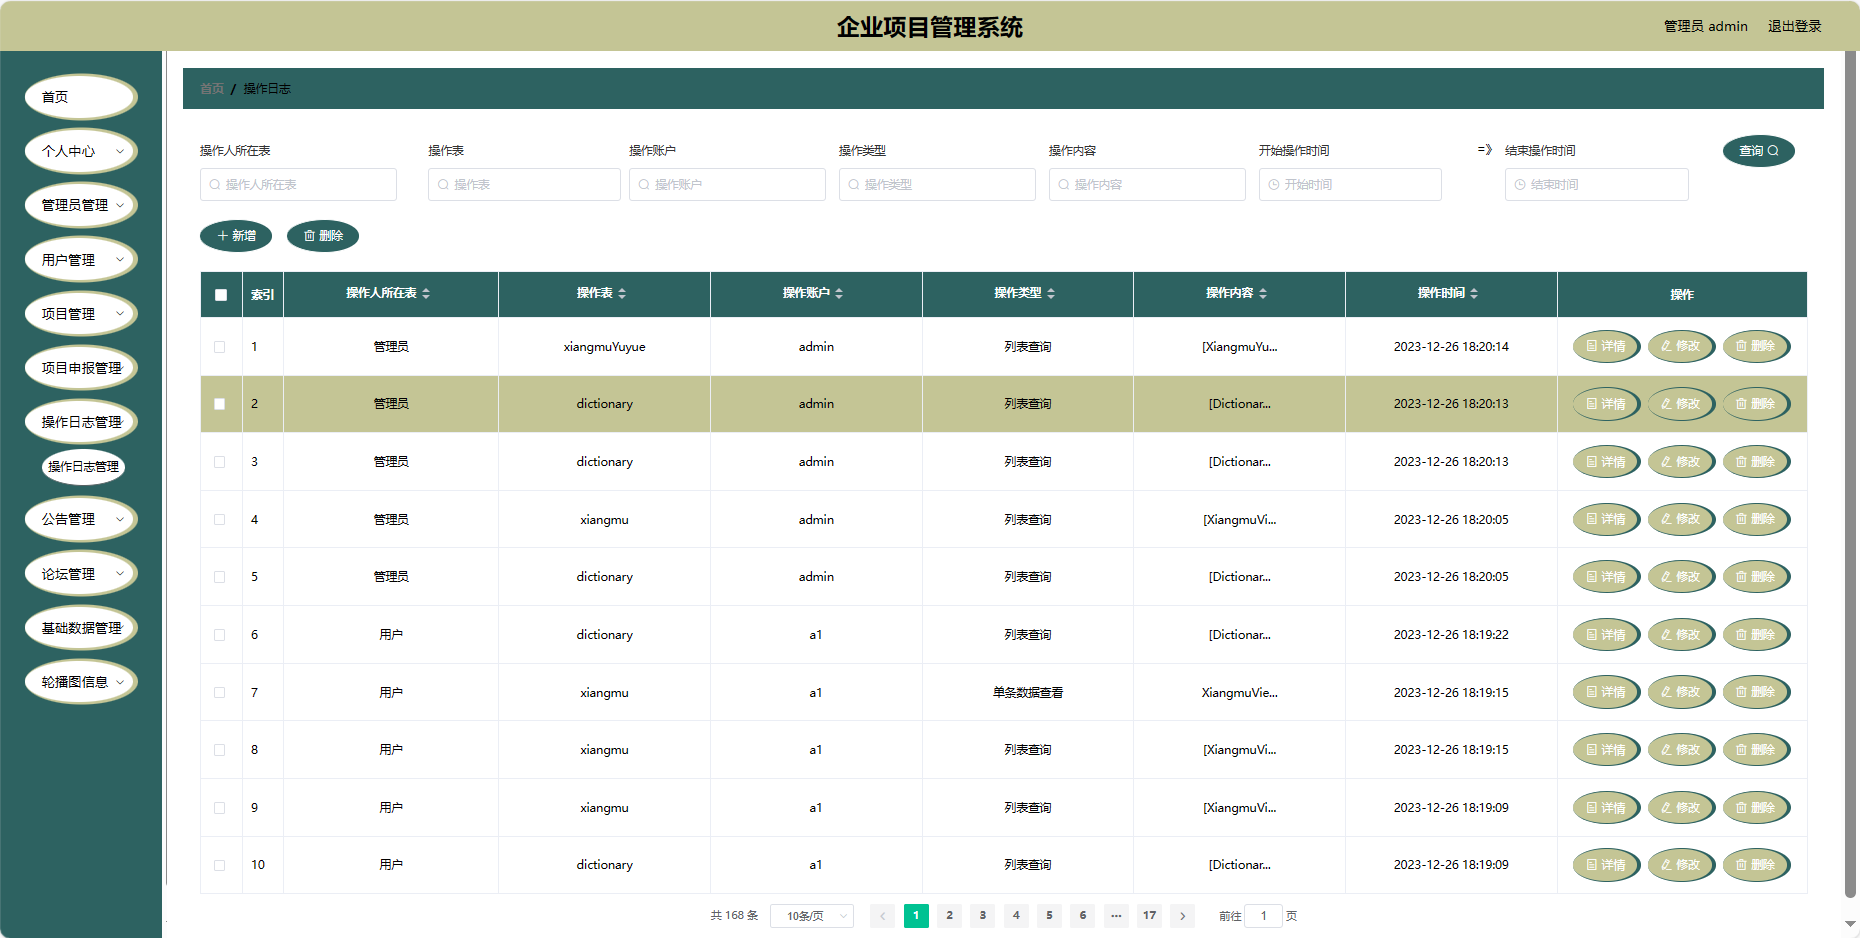 企业项目管理系统
管理员 admin 退出登录
首页
个人中心
管理员管理
用户管理
项目管理
项目申报管理
操作日志管理
操作日志管理
公告管理
论坛管理
基础数据管理
轮播图信息
首页 / 操作日志
操作人所在表 操作表 操作账户 操作类型 操作内容 开始操作时间 =》 结束操作时间 查询
操作人所在表 操作表 操作账户 操作类型 操作内容 开始时间 结束时间
新增 删除
索引 操作人所在表 操作表 操作账户 操作类型 操作内容 操作时间 操作
1 管理员 xiangmuYuyue admin 列表查询 [XiangmuYu... 2023-12-26 18:20:14 详情 修改 删除
2 管理员 dictionary admin 列表查询 [Dictionar... 2023-12-26 18:20:13 详情 修改 删除
3 管理员 dictionary admin 列表查询 [Dictionar... 2023-12-26 18:20:13 详情 修改 删除
4 管理员 xiangmu admin 列表查询 [XiangmuVi... 2023-12-26 18:20:05 详情 修改 删除
5 管理员 dictionary admin 列表查询 [Dictionar... 2023-12-26 18:20:05 详情 修改 删除
6 用户 dictionary a1 列表查询 [Dictionar... 2023-12-26 18:19:22 详情 修改 删除
7 用户 xiangmu a1 单条数据查看 XiangmuVie... 2023-12-26 18:19:15 详情 修改 删除
8 用户 xiangmu a1 列表查询 [XiangmuVi... 2023-12-26 18:19:15 详情 修改 删除
9 用户 xiangmu a1 列表查询 [XiangmuVi... 2023-12-26 18:19:09 详情 修改 删除
10 用户 dictionary a1 列表查询 [Dictionar... 2023-12-26 18:19:09 详情 修改 删除
共 168 条 10条/页 1 2 3 4 5 6 ... 17 前往 1 页